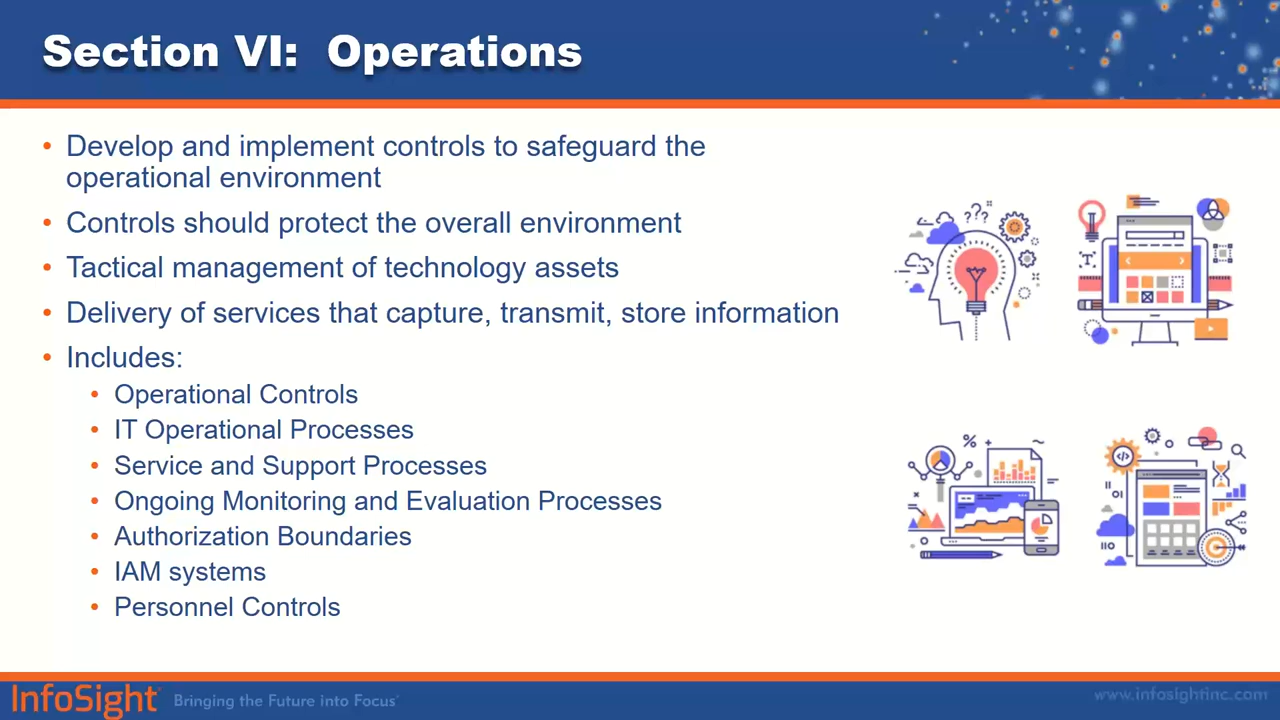 Section VI: Operations
• Develop and implement controls to safeguard the
operational environment
• Controls should protect the overall environment
• Tactical management of technology assets
• Delivery of services that capture, transmit, store information
• Includes:
• Operational Controls
• IT Operational Processes
• Service and Support Processes
• Ongoing Monitoring and Evaluation Processes
• Authorization Boundaries
• IAM systems
• Personnel Controls
InfoSight Bringing the Future into Focus
www.infosightinc.com